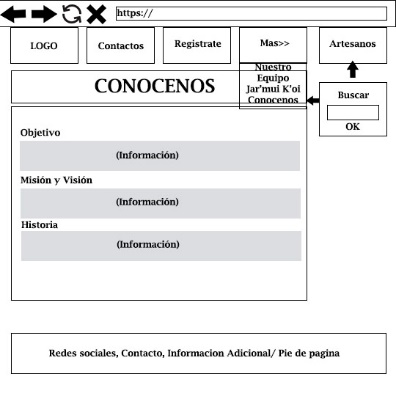 https://
LOGO
Contactos
Registrate
Mas>>
Artesanos
Nuestro
Equipo
Jar'mui K'oi
Conocenos
CONOCENOS
Buscar
OK
Objetivo
(Información)
Misión y Visión
(Información)
Historia
(Información)
Redes sociales, Contacto, Informacion Adicional/ Pie de pagina